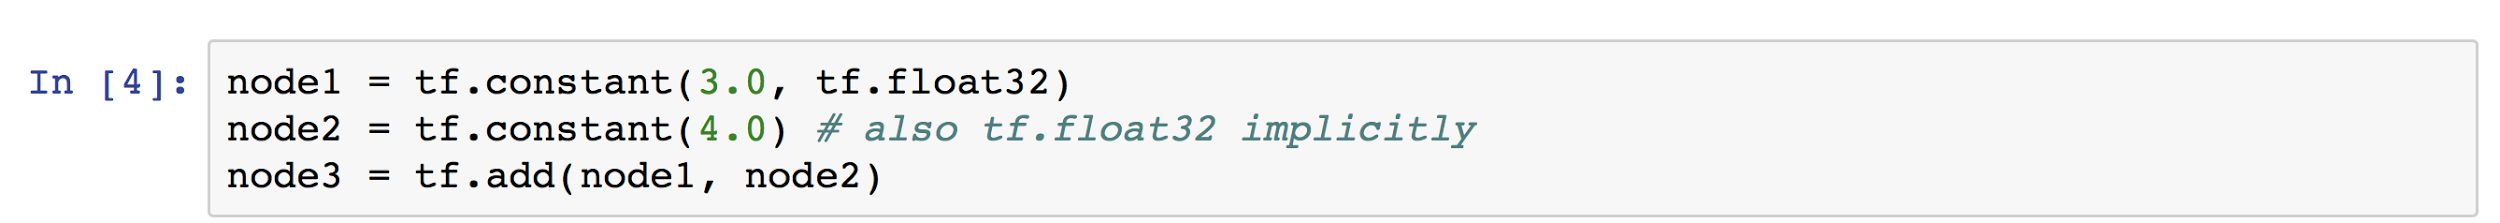 In [4]: node1 = tf.constant(3.0, tf.float32)
node2 = tf.constant(4.0) # also tf.float32 implicitly
node3 = tf.add(node1, node2)